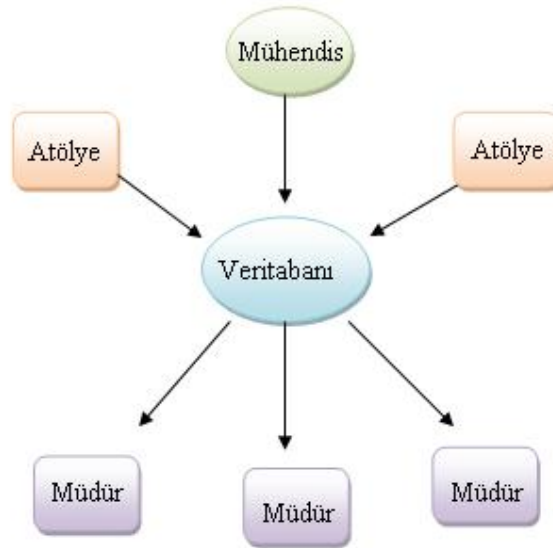 Mühendis
Atölye
Atölye
Veritabanı
Müdür
Müdür
Müdür